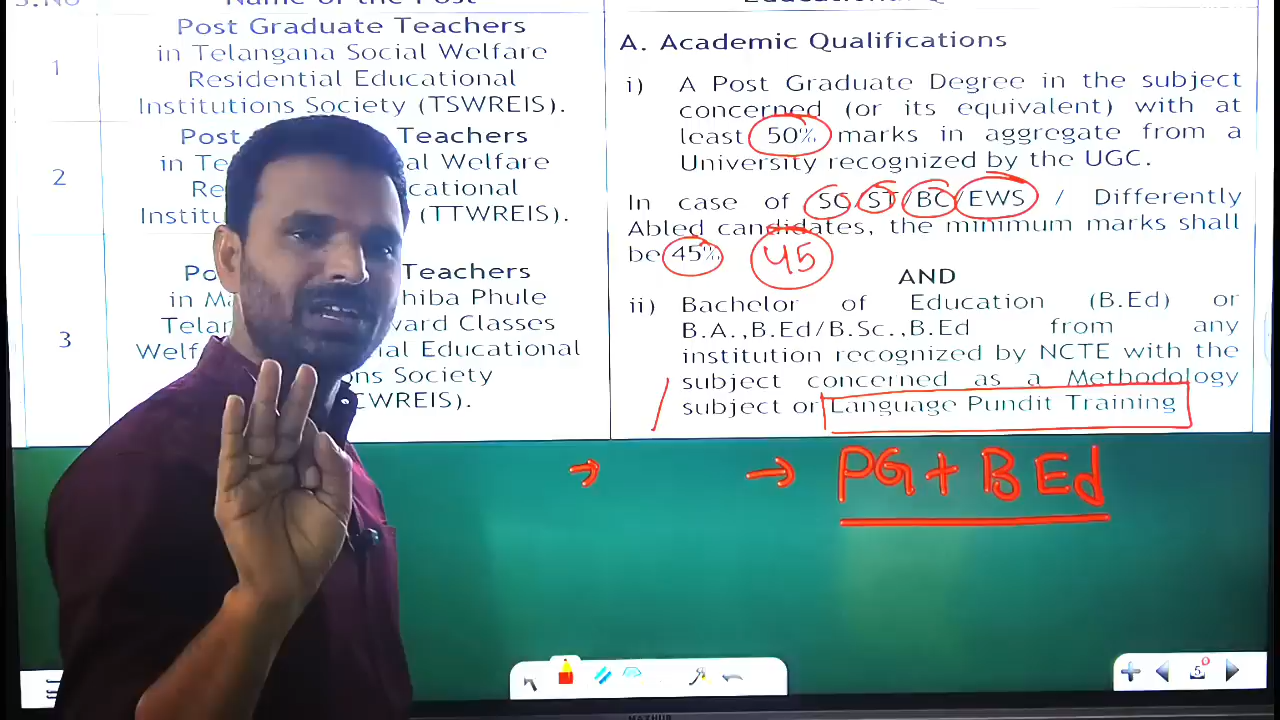 S.No
Name of the Post
1
Post Graduate Teachers
in Telangana Social Welfare
Residential Educational
Institutions Society (TSWREIS).
2
Teachers
al Welfare
cational
(TTWREIS).
3
Teachers
hiba Phule
ward Classes
ial Educational
ons Society
CWREIS).
A. Academic Qualifications
i) A Post Graduate Degree in the subject
concerned (or its equivalent) with at
least 50% marks in aggregate from a
University recognized by the UGC.
In case of SC/ST/BC/EWS / Differently
Abled candidates, the minimum marks shall
be 45% 45
AND
ii) Bachelor of Education (B.Ed) or
B.A.,B.Ed/B.Sc.,B.Ed from any
institution recognized by NCTE with the
subject concerned as a Methodology
subject or Language Pundit Training
→ → PG + B Ed
5
MAXHUB